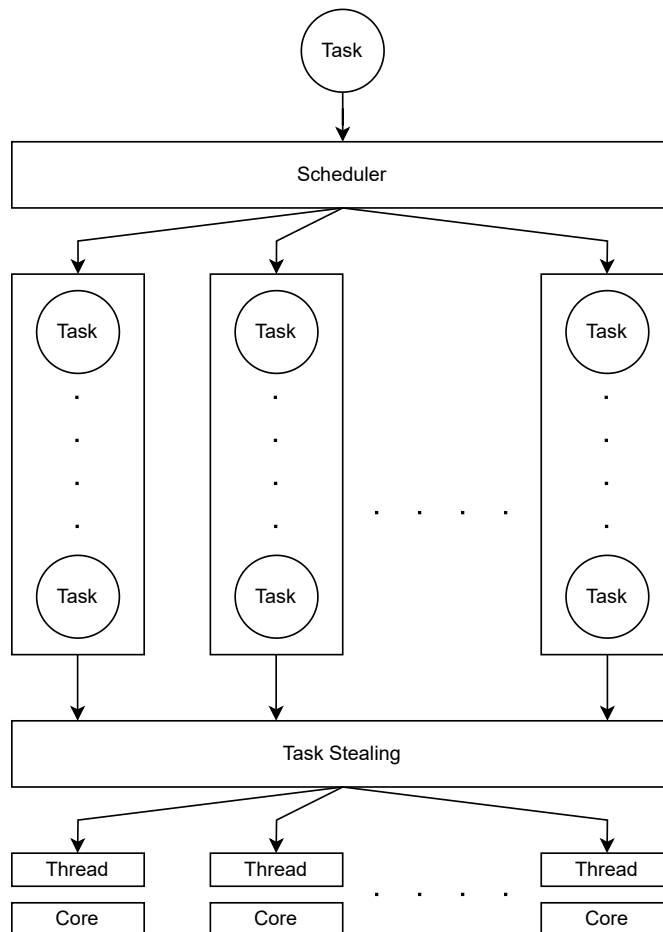 Task
Scheduler
Task Task Task
Task Task Task
Task Stealing
Thread Thread Thread
Core Core Core